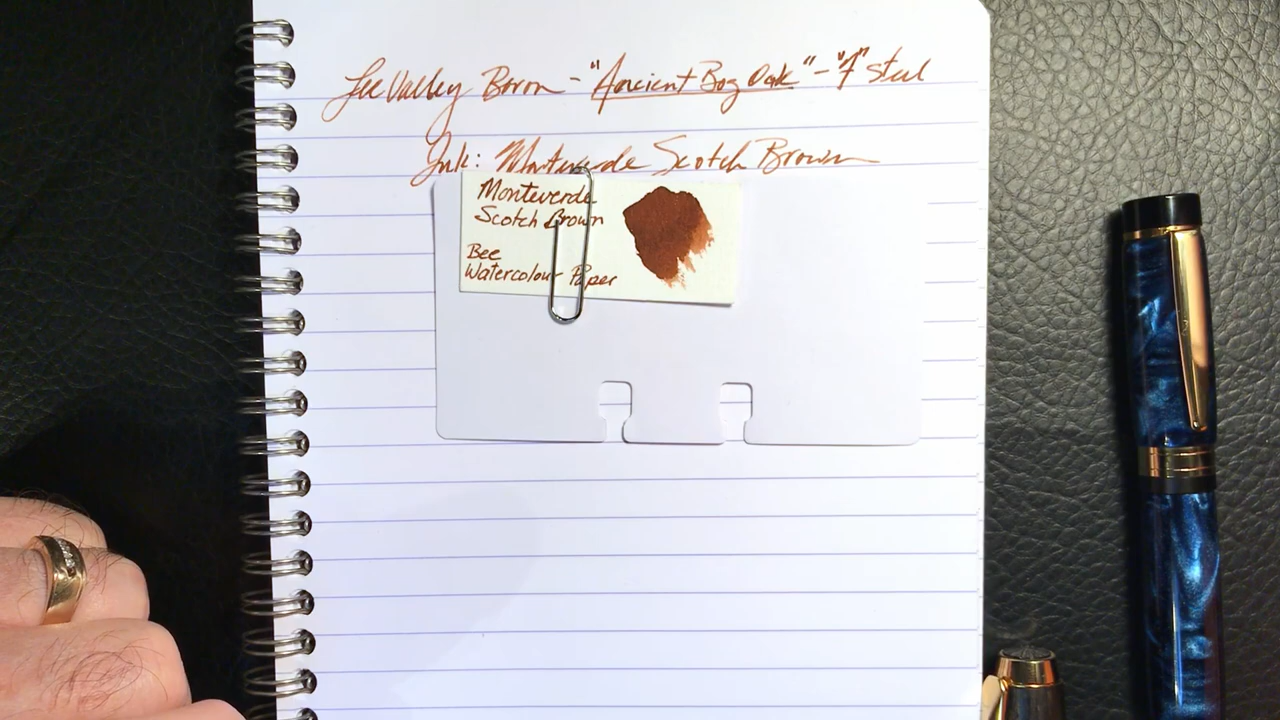 Lee Valley Baron - "Ancient Bog Oak" - "f" Steel
Ink: Monteverde Scotch Brown
Monteverde
Scotch Brown
Bee
Watercolour Paper